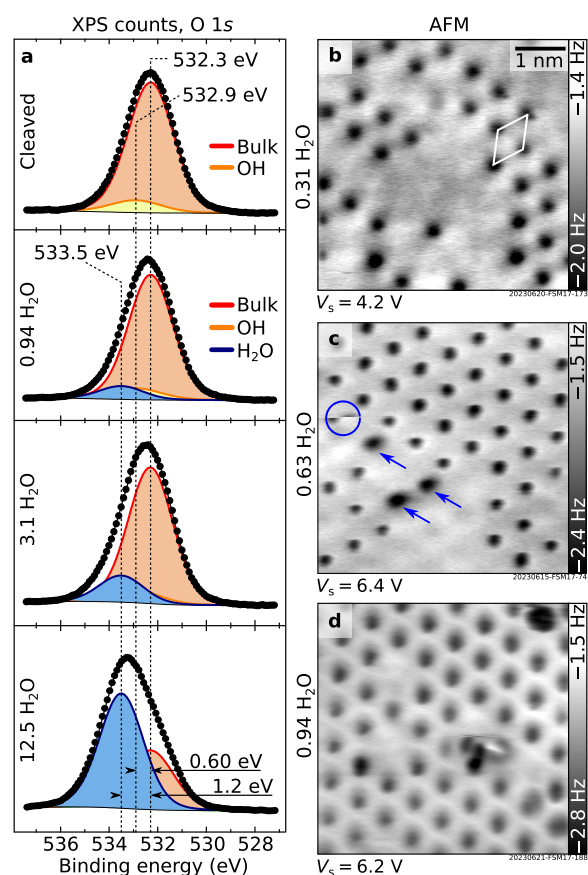 XPS counts, O 1s
AFM
a
532.3 eV
532.9 eV
Cleaved
Bulk
OH
533.5 eV
0.94 H₂O
Bulk
OH
H₂O
3.1 H₂O
12.5 H₂O
0.60 eV
1.2 eV
536 534 532 530 528
Binding energy (eV)
b
1 nm
0.31 H₂O
−1.4
−2.0 Hz
20230620-FSM17-173
Vₛ = 4.2 V
c
0.63 H₂O
−1.5
−2.4 Hz
20230615-FSM17-74
Vₛ = 6.4 V
d
0.94 H₂O
−1.5
−2.8 Hz
20230621-FSM17-188
Vₛ = 6.2 V